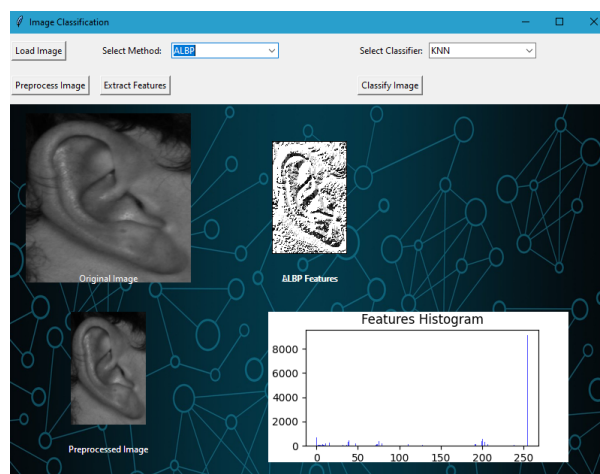 Image Classification
Load Image
Select Method:
ALBP
Select Classifier:
KNN
Preprocess Image
Extract Features
Classify Image
Original Image
ALBP Features
Preprocessed Image
Features Histogram
8000
6000
4000
2000
0
0 50 100 150 200 250